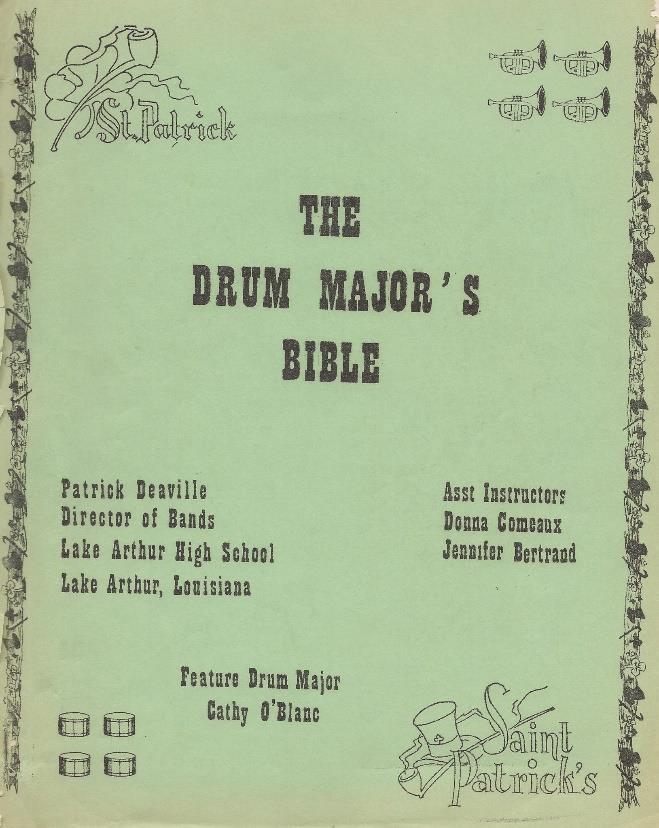 St. Patrick
THE
DRUM MAJOR'S
BIBLE
Patrick Deaville
Director of Bands
Lake Arthur High School
Lake Arthur, Louisiana
Asst Instructors
Donna Comeaux
Jennifer Bertrand
Feature Drum Major
Cathy O'Blanc
Saint
Patrick's